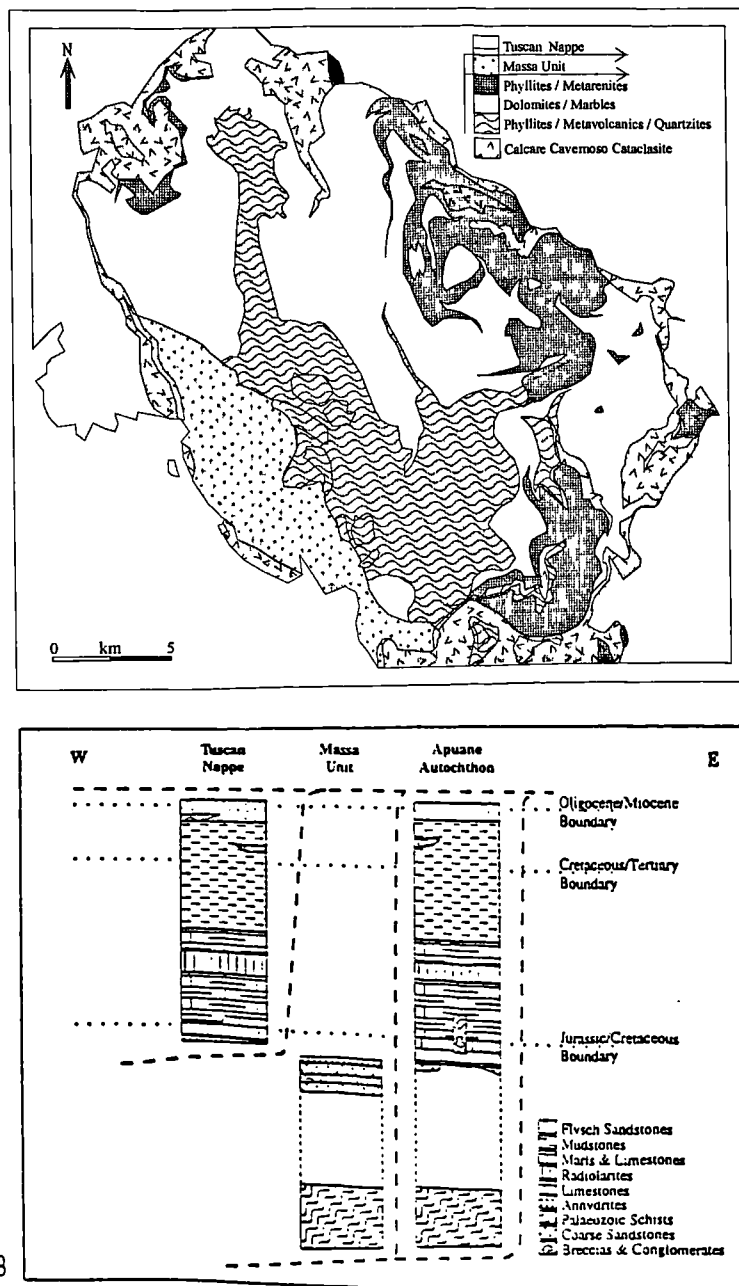 N
Tuscan Nappe
Massa Unit
Phyllites / Metarenites
Dolomites / Marbles
Phyllites / Metavolcanics / Quartzites
Calcare Cavernoso Cataclasite
0 km 5
W
Tuscan
Nappe
Massa
Unit
Apuane
Autochthon
E
Oligocene/Miocene
Boundary
Cretaceous/Tertiary
Boundary
Jurassic/Cretaceous
Boundary
Flysch Sandstones
Mudstones
Marls & Limestones
Radiolarites
Limestones
Anhydrites
Palaeozoic Schists
Coarse Sandstones
Breccias & Conglomerates